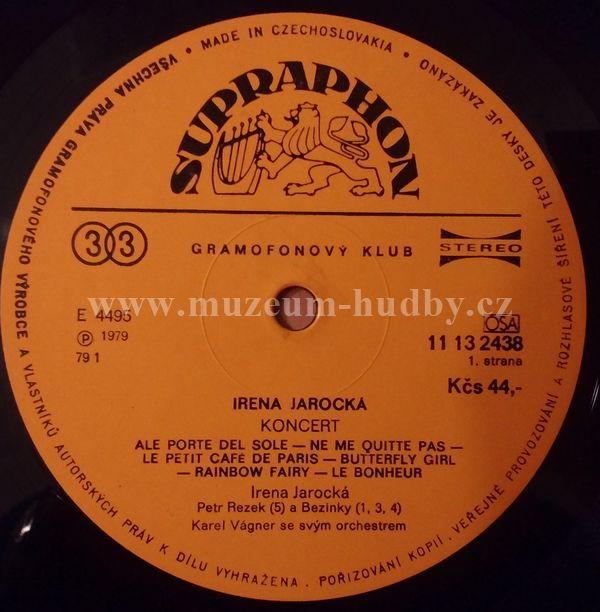 VŠECHNA PRÁVA GRAMOFONOVÉHO VÝROBCE A VLASTNÍKŮ AUTORSKÝCH PRÁV K DÍLU VYHRAŽENA. POŘIZOVÁNÍ KOPIÍ, VEŘEJNÉ PROVOZOVÁNÍ A ROZHLASOVÉ ŠÍŘENÍ TÉTO DESKY JE ZAKÁZÁNO
• MADE IN CZECHOSLOVAKIA •
SUPRAPHON
33 GRAMOFONOVÝ KLUB STEREO
www.muzeum-hudby.cz
E 4495
℗ 1979
79 1
OSA
11 13 2438
1. strana
Kčs 44,-
IRENA JAROCKÁ
KONCERT
ALE PORTE DEL SOLE — NE ME QUITTE PAS —
LE PETIT CAFÉ DE PARIS — BUTTERFLY GIRL
— RAINBOW FAIRY — LE BONHEUR
Irena Jarocká
Petr Rezek (5) a Bezinky (1, 3, 4)
Karel Vágner se svým orchestrem